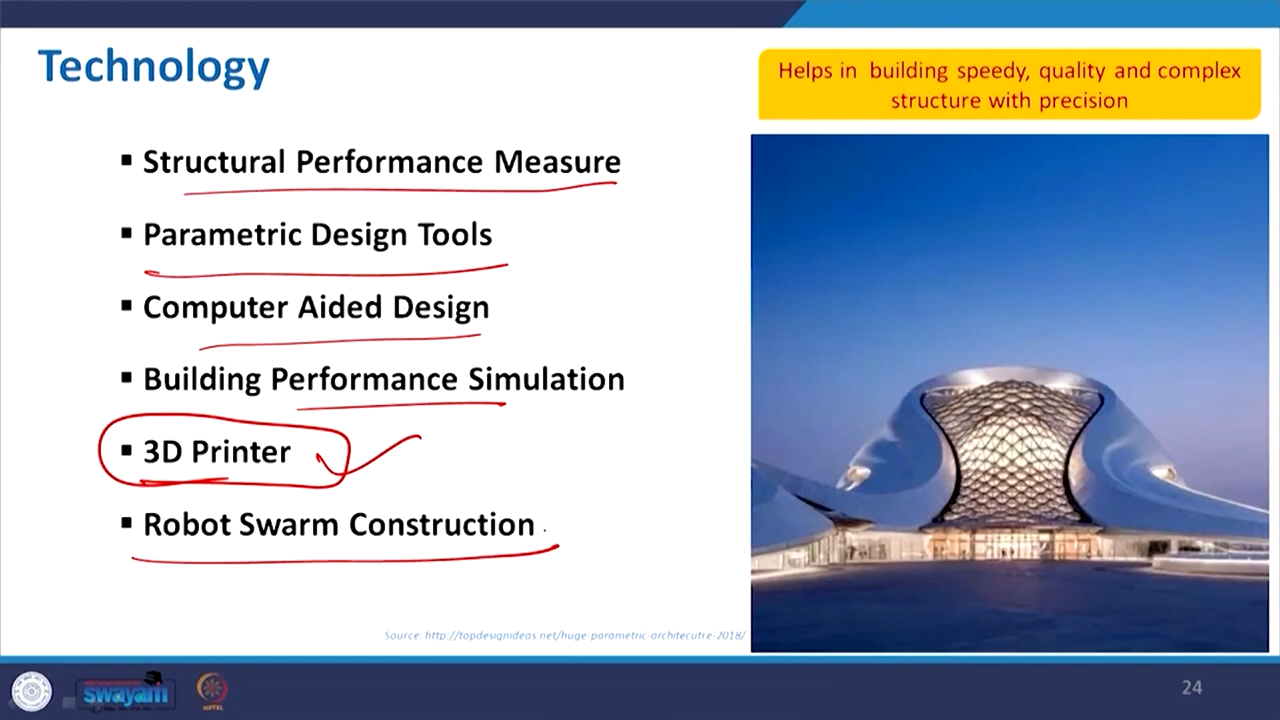 Technology
Helps in building speedy, quality and complex
structure with precision
▪ Structural Performance Measure
▪ Parametric Design Tools
▪ Computer Aided Design
▪ Building Performance Simulation
▪ 3D Printer
▪ Robot Swarm Construction
Source: http://topdesignideas.net/huge-parametric-architecutre-2018/
swayam
NPTEL
24